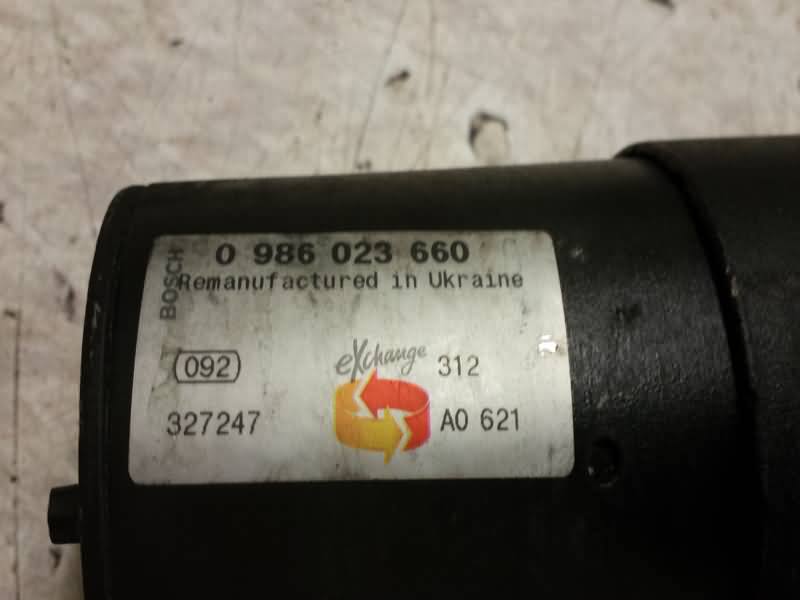 BOSCH
0 986 023 660
Remanufactured in Ukraine
092
eXchange
312
327247
A0 621